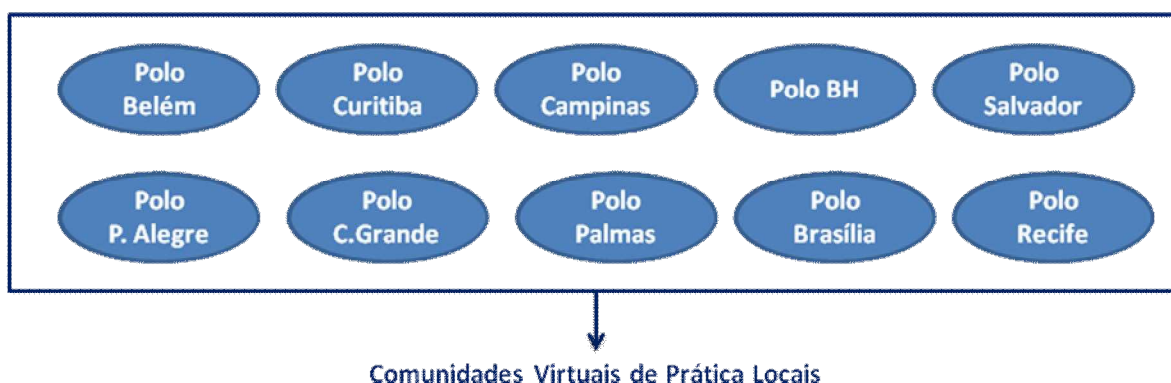 Polo
Belém
Polo
Curitiba
Polo
Campinas
Polo BH
Polo
Salvador
Polo
P. Alegre
Polo
C.Grande
Polo
Palmas
Polo
Brasília
Polo
Recife
Comunidades Virtuais de Prática Locais